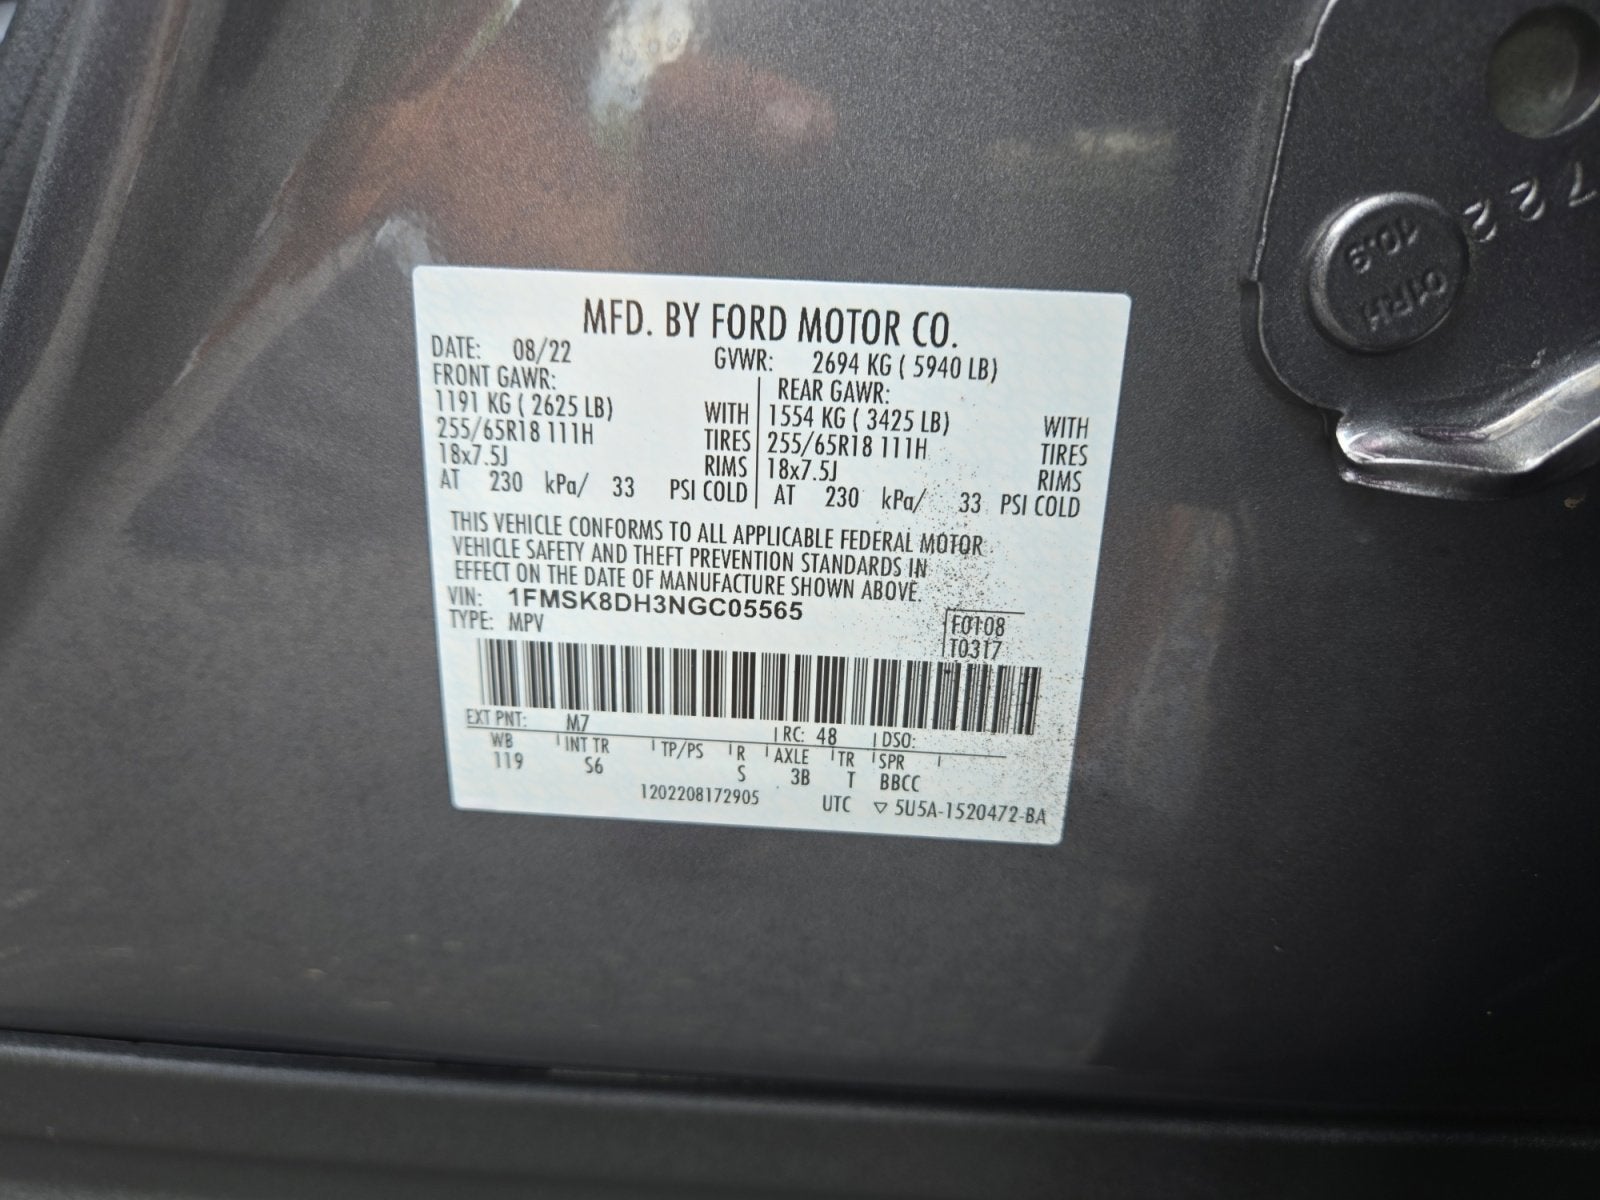 MFD. BY FORD MOTOR CO.
DATE: 08/22 GVWR: 2694 KG ( 5940 LB)
FRONT GAWR: REAR GAWR:
1191 KG ( 2625 LB) WITH 1554 KG ( 3425 LB) WITH
255/65R18 111H TIRES 255/65R18 111H TIRES
18x7.5J RIMS 18x7.5J RIMS
AT 230 kPa/ 33 PSI COLD AT 230 kPa/ 33 PSI COLD
THIS VEHICLE CONFORMS TO ALL APPLICABLE FEDERAL MOTOR
VEHICLE SAFETY AND THEFT PREVENTION STANDARDS IN
EFFECT ON THE DATE OF MANUFACTURE SHOWN ABOVE.
VIN: 1FMSK8DH3NGC05565
TYPE: MPV
F0108
T0317
EXT PNT: M7 RC: 48 DSO:
WB INT TR TP/PS R AXLE TR SPR
119 S6 S 3B T BBCC
1202208172905 UTC ▽ 5U5A-1520472-BA
722
10.9
01RH